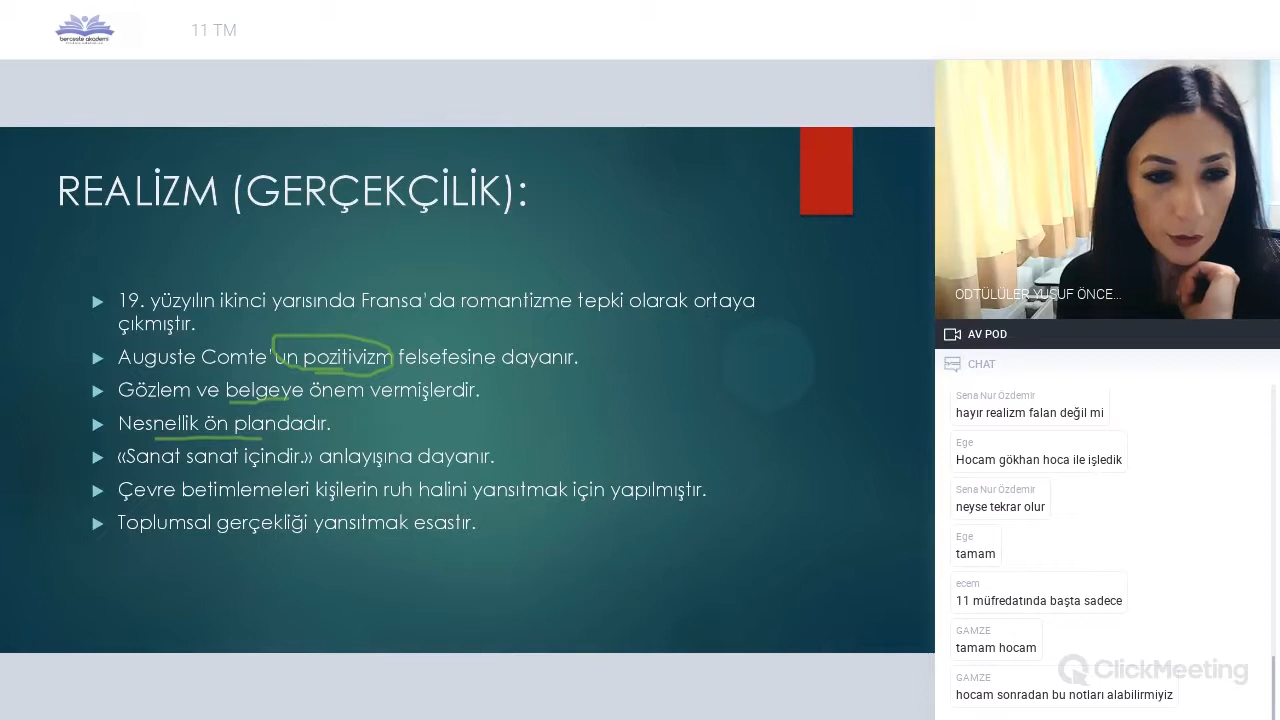 berceste akademi
11 TM
REALİZM (GERÇEKÇİLİK):
19. yüzyılın ikinci yarısında Fransa'da romantizme tepki olarak ortaya
çıkmıştır.
Auguste Comte'un pozitivizm felsefesine dayanır.
Gözlem ve belgeye önem vermişlerdir.
Nesnellik ön plandadır.
«Sanat sanat içindir.» anlayışına dayanır.
Çevre betimlemeleri kişilerin ruh halini yansıtmak için yapılmıştır.
Toplumsal gerçekliği yansıtmak esastır.
ODTÜLÜLER YUSUF ÖNCE...
AV POD
CHAT
Sena Nur Özdemir
hayır realizm falan değil mi
Ege
Hocam gökhan hoca ile işledik
Sena Nur Özdemir
neyse tekrar olur
Ege
tamam
ecem
11 müfredatında başta sadece
GAMZE
tamam hocam
GAMZE
hocam sonradan bu notları alabilirmiyiz
ClickMeeting